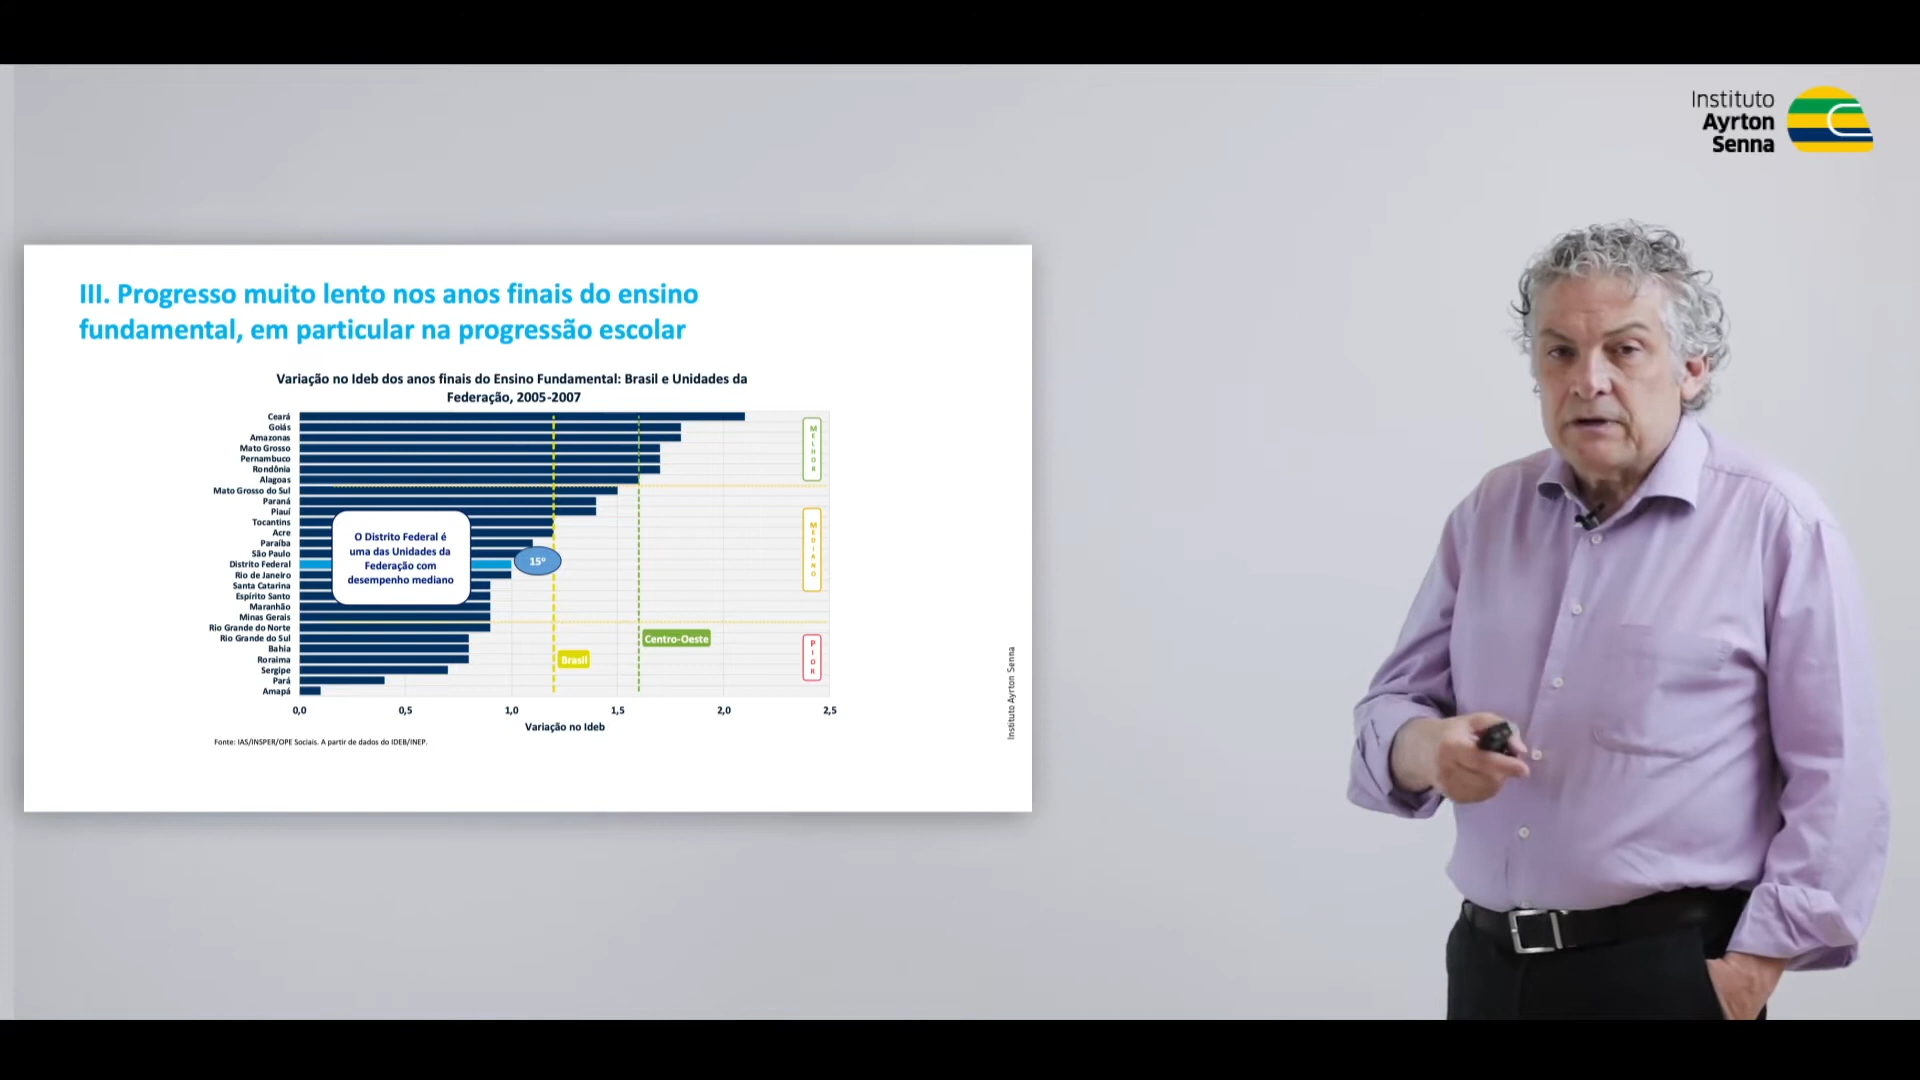 Instituto
Ayrton
Senna
III. Progresso muito lento nos anos finais do ensino
fundamental, em particular na progressão escolar
Variação no Ideb dos anos finais do Ensino Fundamental: Brasil e Unidades da
Federação, 2005-2007
Ceará
Goiás
Amazonas
Mato Grosso
Pernambuco
Rondônia
Alagoas
Mato Grosso do Sul
Paraná
Piauí
Tocantins
Acre
Paraíba
São Paulo
Distrito Federal
Rio de Janeiro
Santa Catarina
Espírito Santo
Maranhão
Minas Gerais
Rio Grande do Norte
Rio Grande do Sul
Bahia
Roraima
Sergipe
Pará
Amapá
O Distrito Federal é
uma das Unidades da
Federação com
desempenho mediano
15º
MELHOR
MEDIANO
PIOR
Centro-Oeste
Brasil
0,0 0,5 1,0 1,5 2,0 2,5
Variação no Ideb
Fonte: IAS/INSPER/OPE Sociais. A partir de dados do IDEB/INEP.
Instituto Ayrton Senna